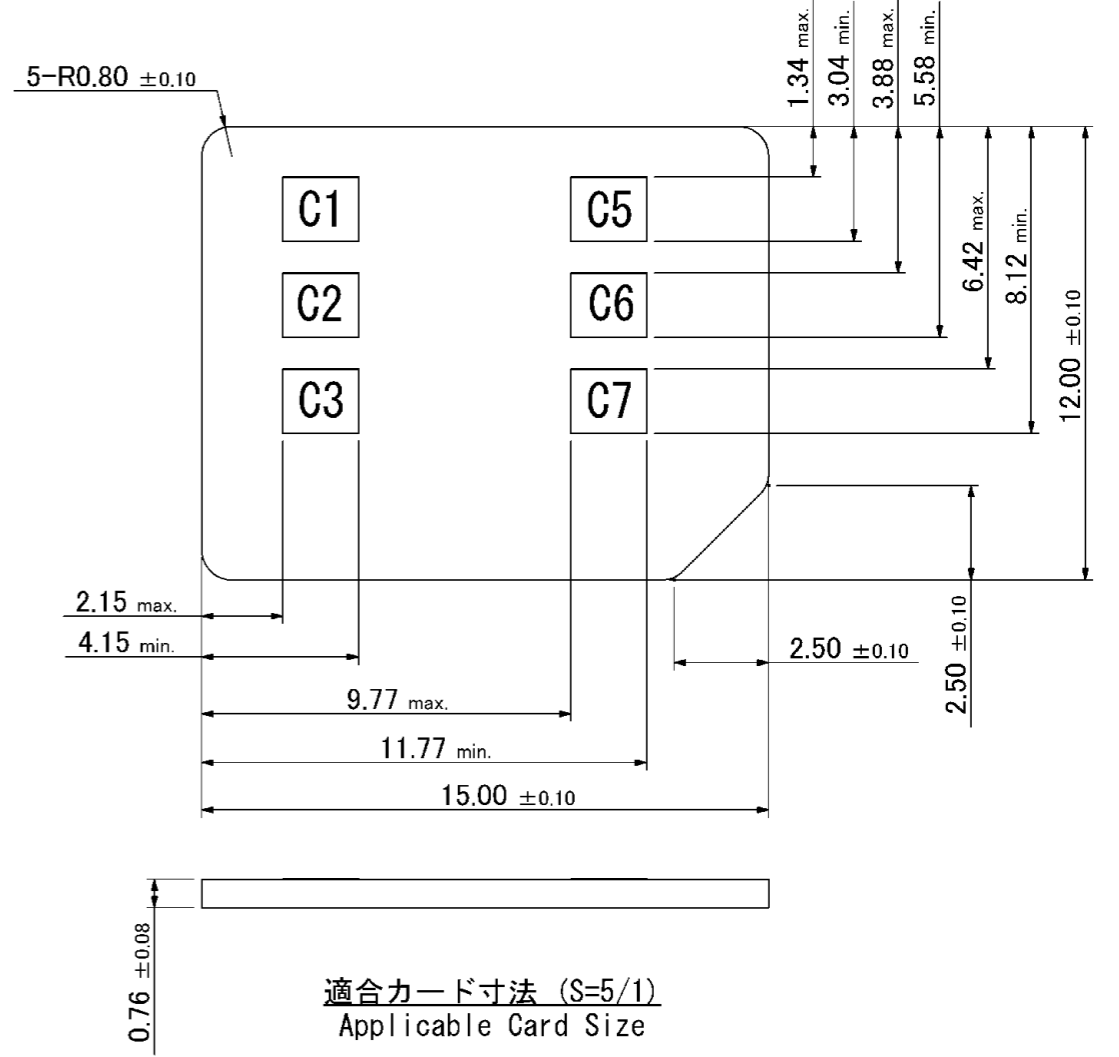 1.34 max.
3.04 min.
3.88 max.
5.58 min.
5-R0.80 ±0.10
C1
C5
6.42 max.
8.12 min.
12.00 ±0.10
C2
C6
C3
C7
2.15 max.
4.15 min.
2.50 ±0.10
2.50 ±0.10
9.77 max.
11.77 min.
15.00 ±0.10
0.76 ±0.08
適合カード寸法 (S=5/1)
Applicable Card Size